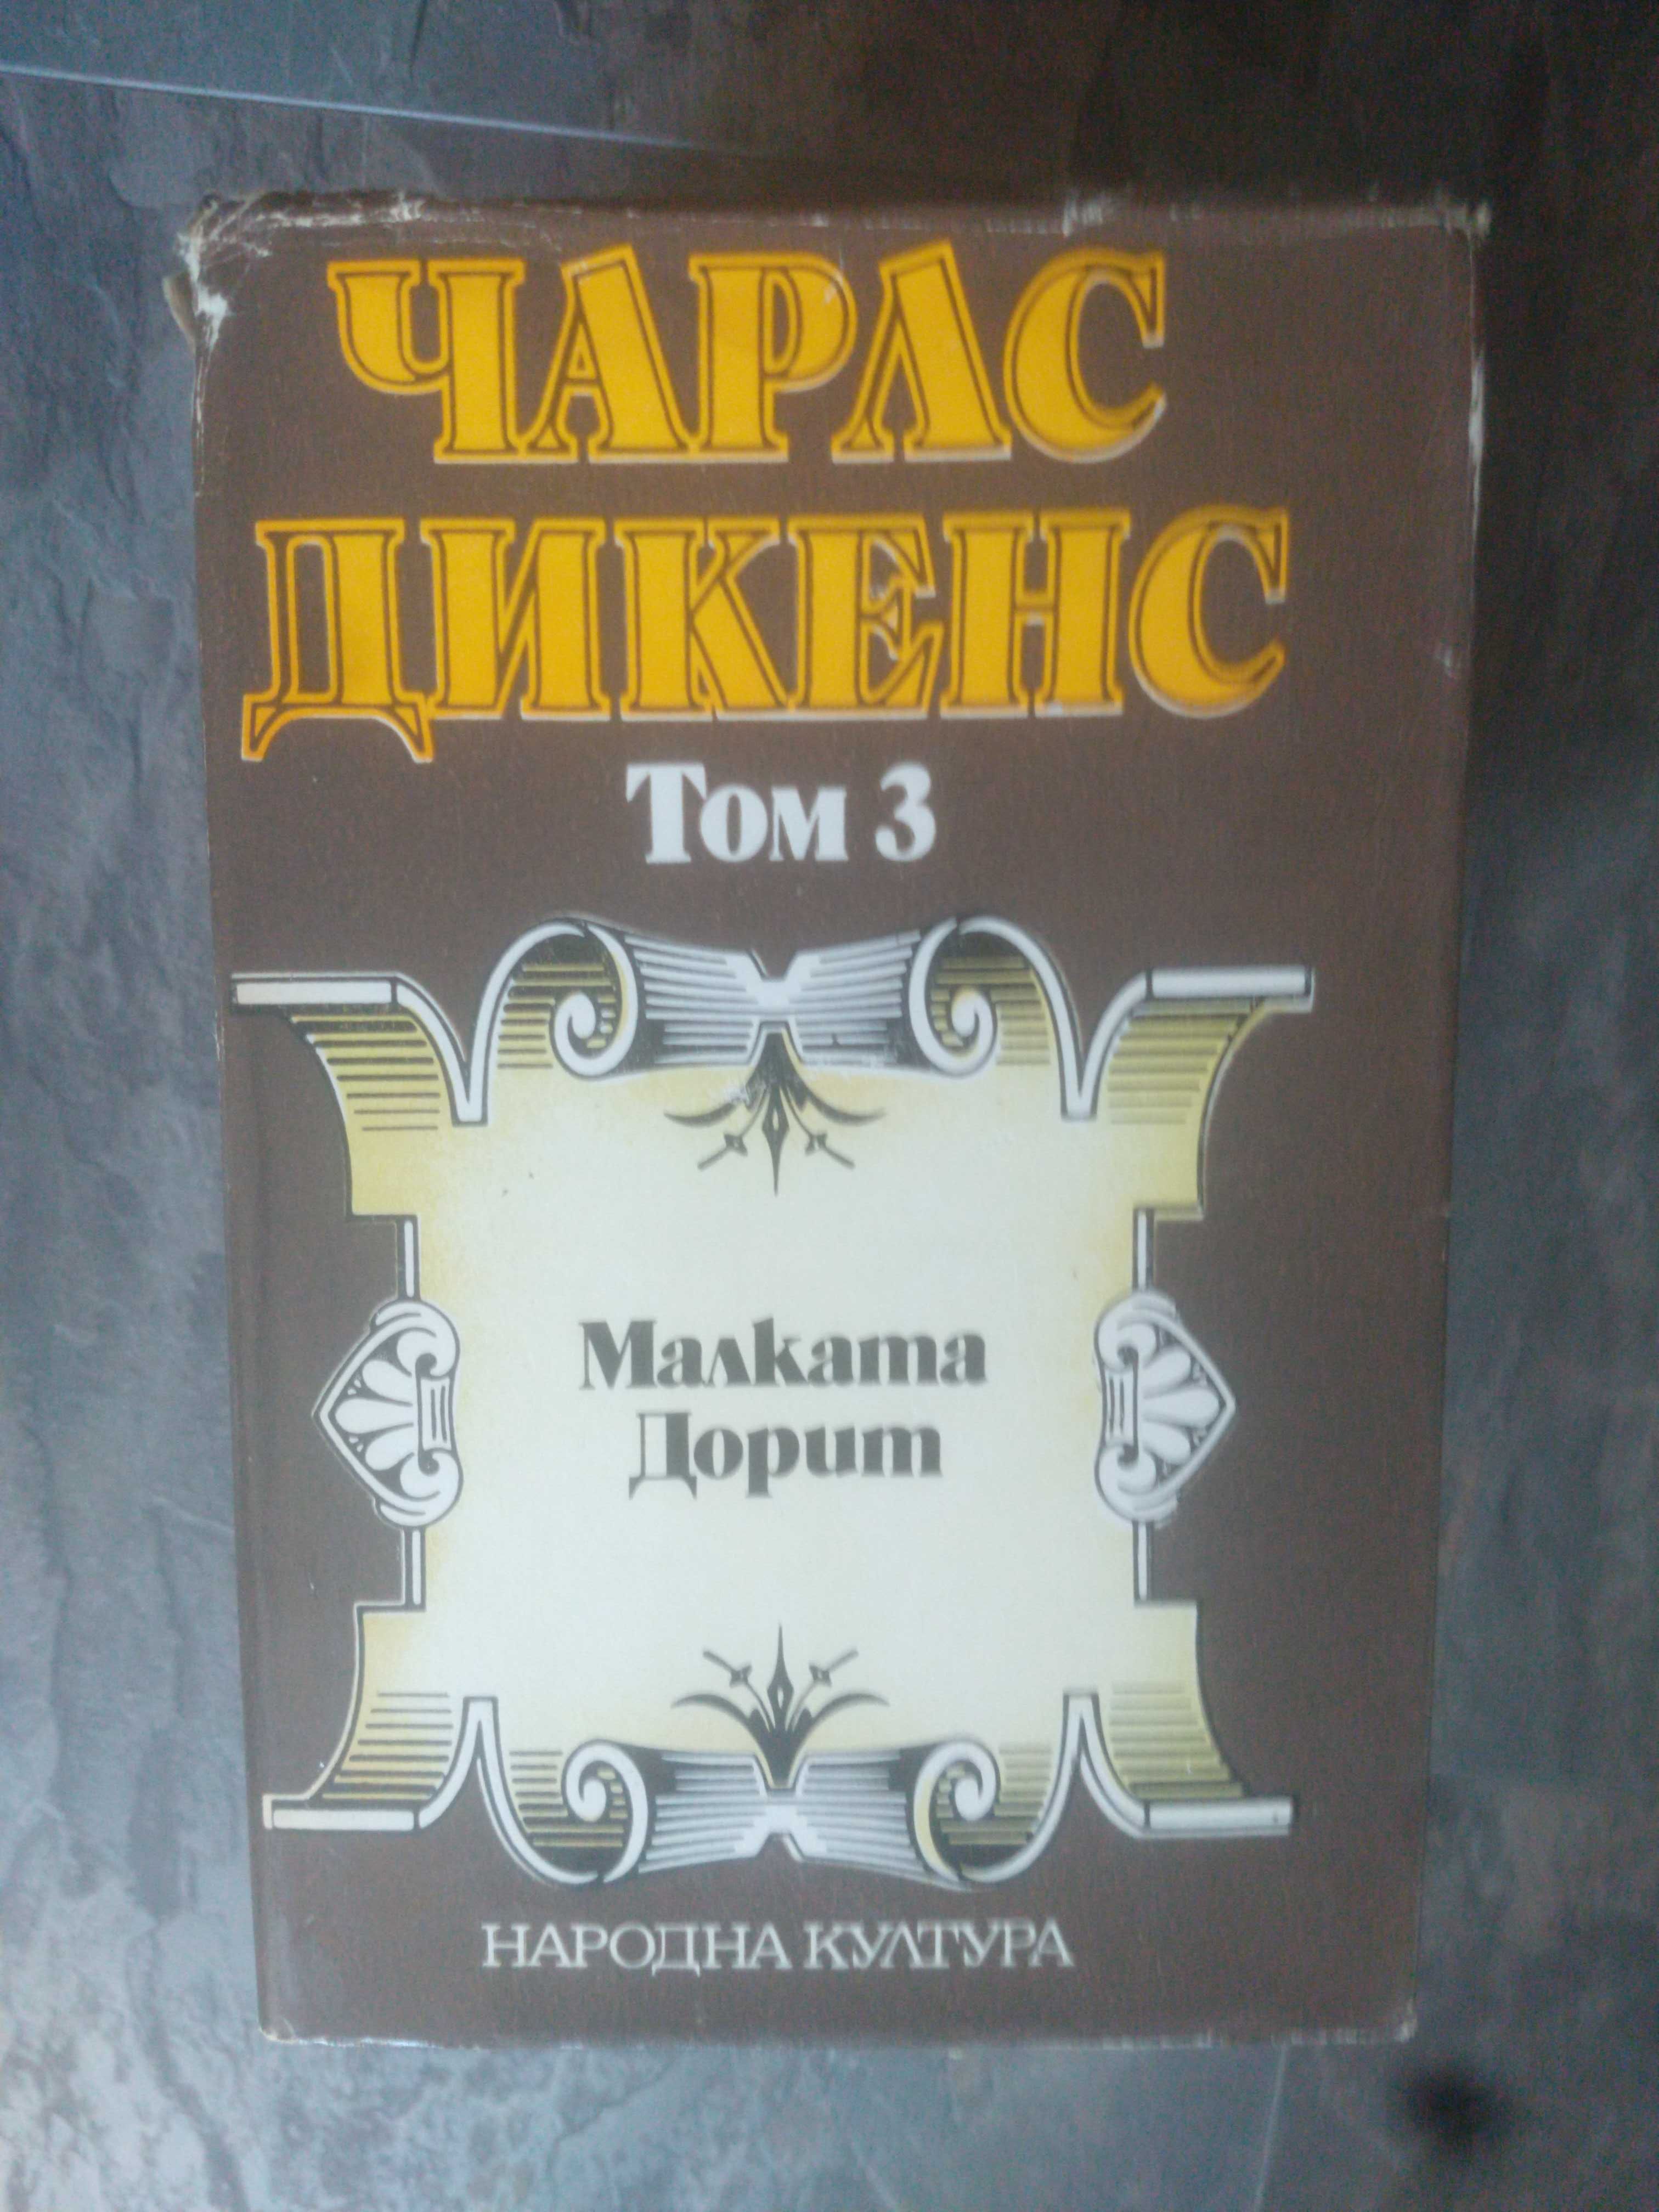 ЧАРЛС
ДИКЕНС
Том 3
Малката
Дорит
НАРОДНА КУЛТУРА